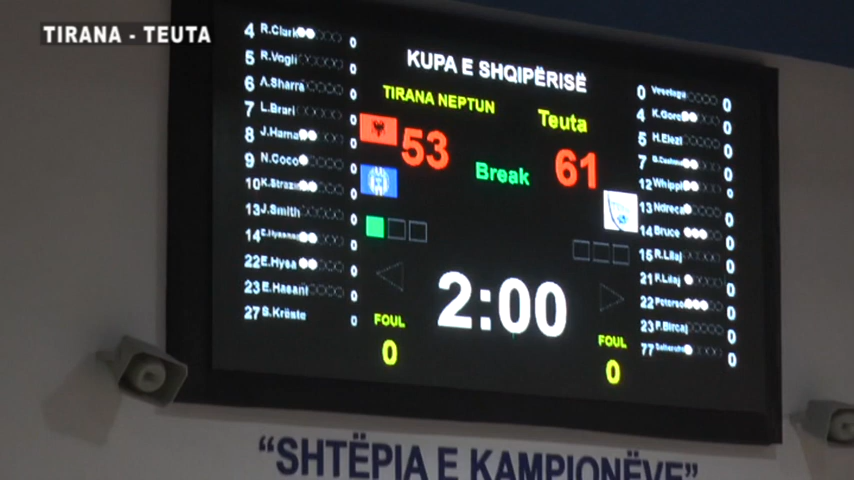 TIRANA - TEUTA
KUPA E SHQIPËRISË
TIRANA NEPTUN
Teuta
53
61
Break
2:00
FOUL
0
FOUL
0
4 R.Clark 0
5 R.Vogli 0
6 A.Sharra 0
7 L.Brari 0
8 J.Hama 0
9 N.Coco 0
10 K.Strazi 0
13 J.Smith 0
14 0
22 E.Hysa 0
23 E.Hasani 0
27 S.Kröste 0
0 0
4 K.Gorc 0
5 H.Elezi 0
7 0
12 Whippl 0
13 Ndreca 0
14 Bruce 0
15 R.Lilaj 0
21 F.Lilaj 0
22 Peterso 0
23 P.Bircaj 0
77 0
“SHTËPIA E KAMPIONËVE”